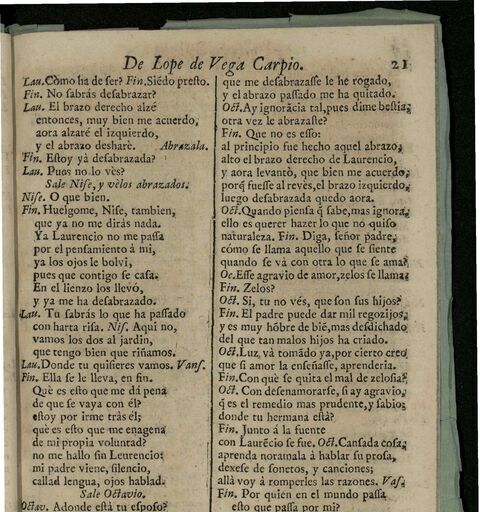 De Lope de Vega Carpio. 21
Lau. Còmo ha de ser? Fin. Siẽdo presto.
Fin. No sabràs desabrazar?
Lau. El brazo derecho alzé
entonces, muy bien me acuerdo,
aora alzarè el izquierdo,
y el abrazo desharè. Abrazala.
Fin. Estoy yà desabrazada?
Lau. Pues no lo vès?
Sale Nise, y vèlos abrazados.
Nise. O que bien.
Fin. Huelgome, Nise, tambien,
que ya no me diràs nada.
Ya Laurencio no me passa
por el pensamiento à mi,
ya los ojos le bolvi,
pues que contigo se casa.
En el lienzo los llevò,
y ya me ha desabrazado.
Lau. Tu sabràs lo que ha passado
con harta risa. Nis. Aqui no,
vamos los dos al jardin,
que tengo bien que riñamos.
Lau. Donde tu quisieres vamos. Vans.
Fin. Ella se le lleva, en fin.
Què es esto que me dà pena
de que se vaya con èl?
estoy por irme tràs èl;
què es esto que me enagena
de mi propia voluntad?
no me hallo sin Leurencio:
mi padre viene, silencio,
callad lengua, ojos hablad.
Sale Octavio.
Octav. Adonde està tu esposo?
que me desabrazasse le he rogado,
y el abrazo passado me ha quitado.
Oct. Ay ignorãcia tal, pues dime bestia,
otra vez le abrazaste?
Fin. Que no es esso:
al principio fue hecho aquel abrazo,
alto el brazo derecho de Laurencio,
y aora levantò, que bien me acuerdo,
porq̃ fuesse al revès, el brazo izquierdo,
luego desabrazada quedo aora.
Oct. Quando piensa q̃ sabe, mas ignora,
ello es querer hazer lo que no quiso
naturaleza. Fin. Diga, señor padre,
còmo se llama aquello que se siente
quando se và con otra lo que se ama?
Oc. Esse agravio de amor, zelos se llama.
Fin. Zelos?
Oct. Si, tu no vès, que son sus hijos?
Fin. El padre puede dar mil regozijos,
y es muy hõbre de biẽ, mas desdichado
del que tan malos hijos ha criado.
Oct. Luz, và tomãdo ya, por cierto creo
que si amor la enseñasse, aprenderia.
Fin. Con què se quita el mal de zelosia?
Oct. Con desenamorarse, si ay agravio,
q̃ es el remedio mas prudente, y sabio:
donde tu hermana està?
Fin. Junto à la fuente
con Laurẽcio se fue. Oct. Cansada cosa,
aprenda noramala à hablar su prosa,
dexese de sonetos, y canciones;
allà voy à romperles las razones. Vas.
Fin. Por quien en el mundo passa
esto que passa por mi?